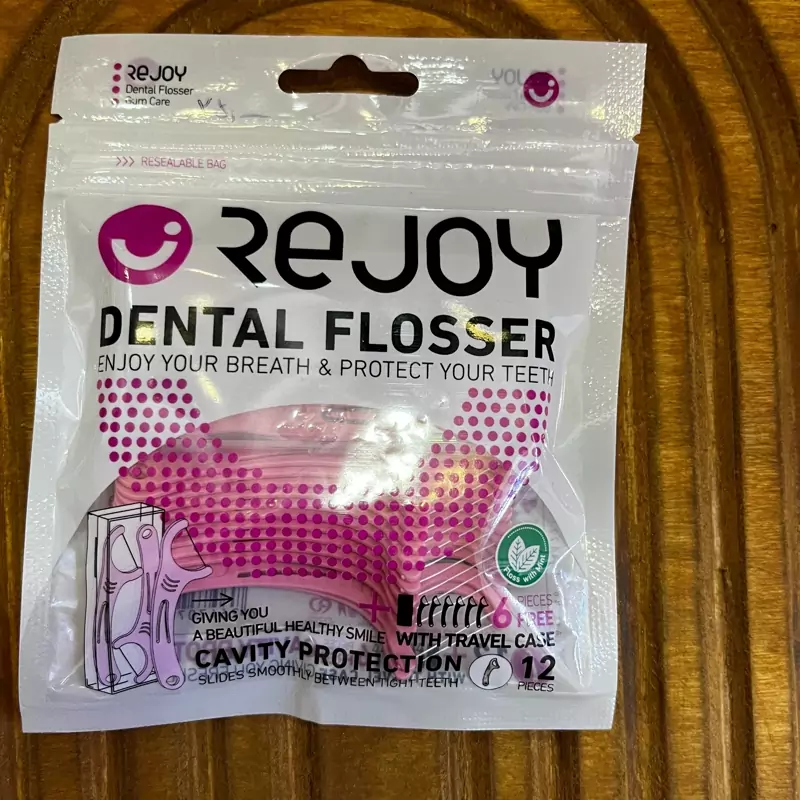 ReJOY
Dental Flosser
Gum Care
>>> RESEALABLE BAG
ReJOY
DENTAL FLOSSER
ENJOY YOUR BREATH & PROTECT YOUR TEETH
Floss with Mint
GIVING YOU
A BEAUTIFUL HEALTHY SMILE
CAVITY PROTECTION
SLIDES SMOOTHLY BETWEEN TIGHT TEETH
+ 6 PIECES
FREE
WITH TRAVEL CASE
12
PIECES